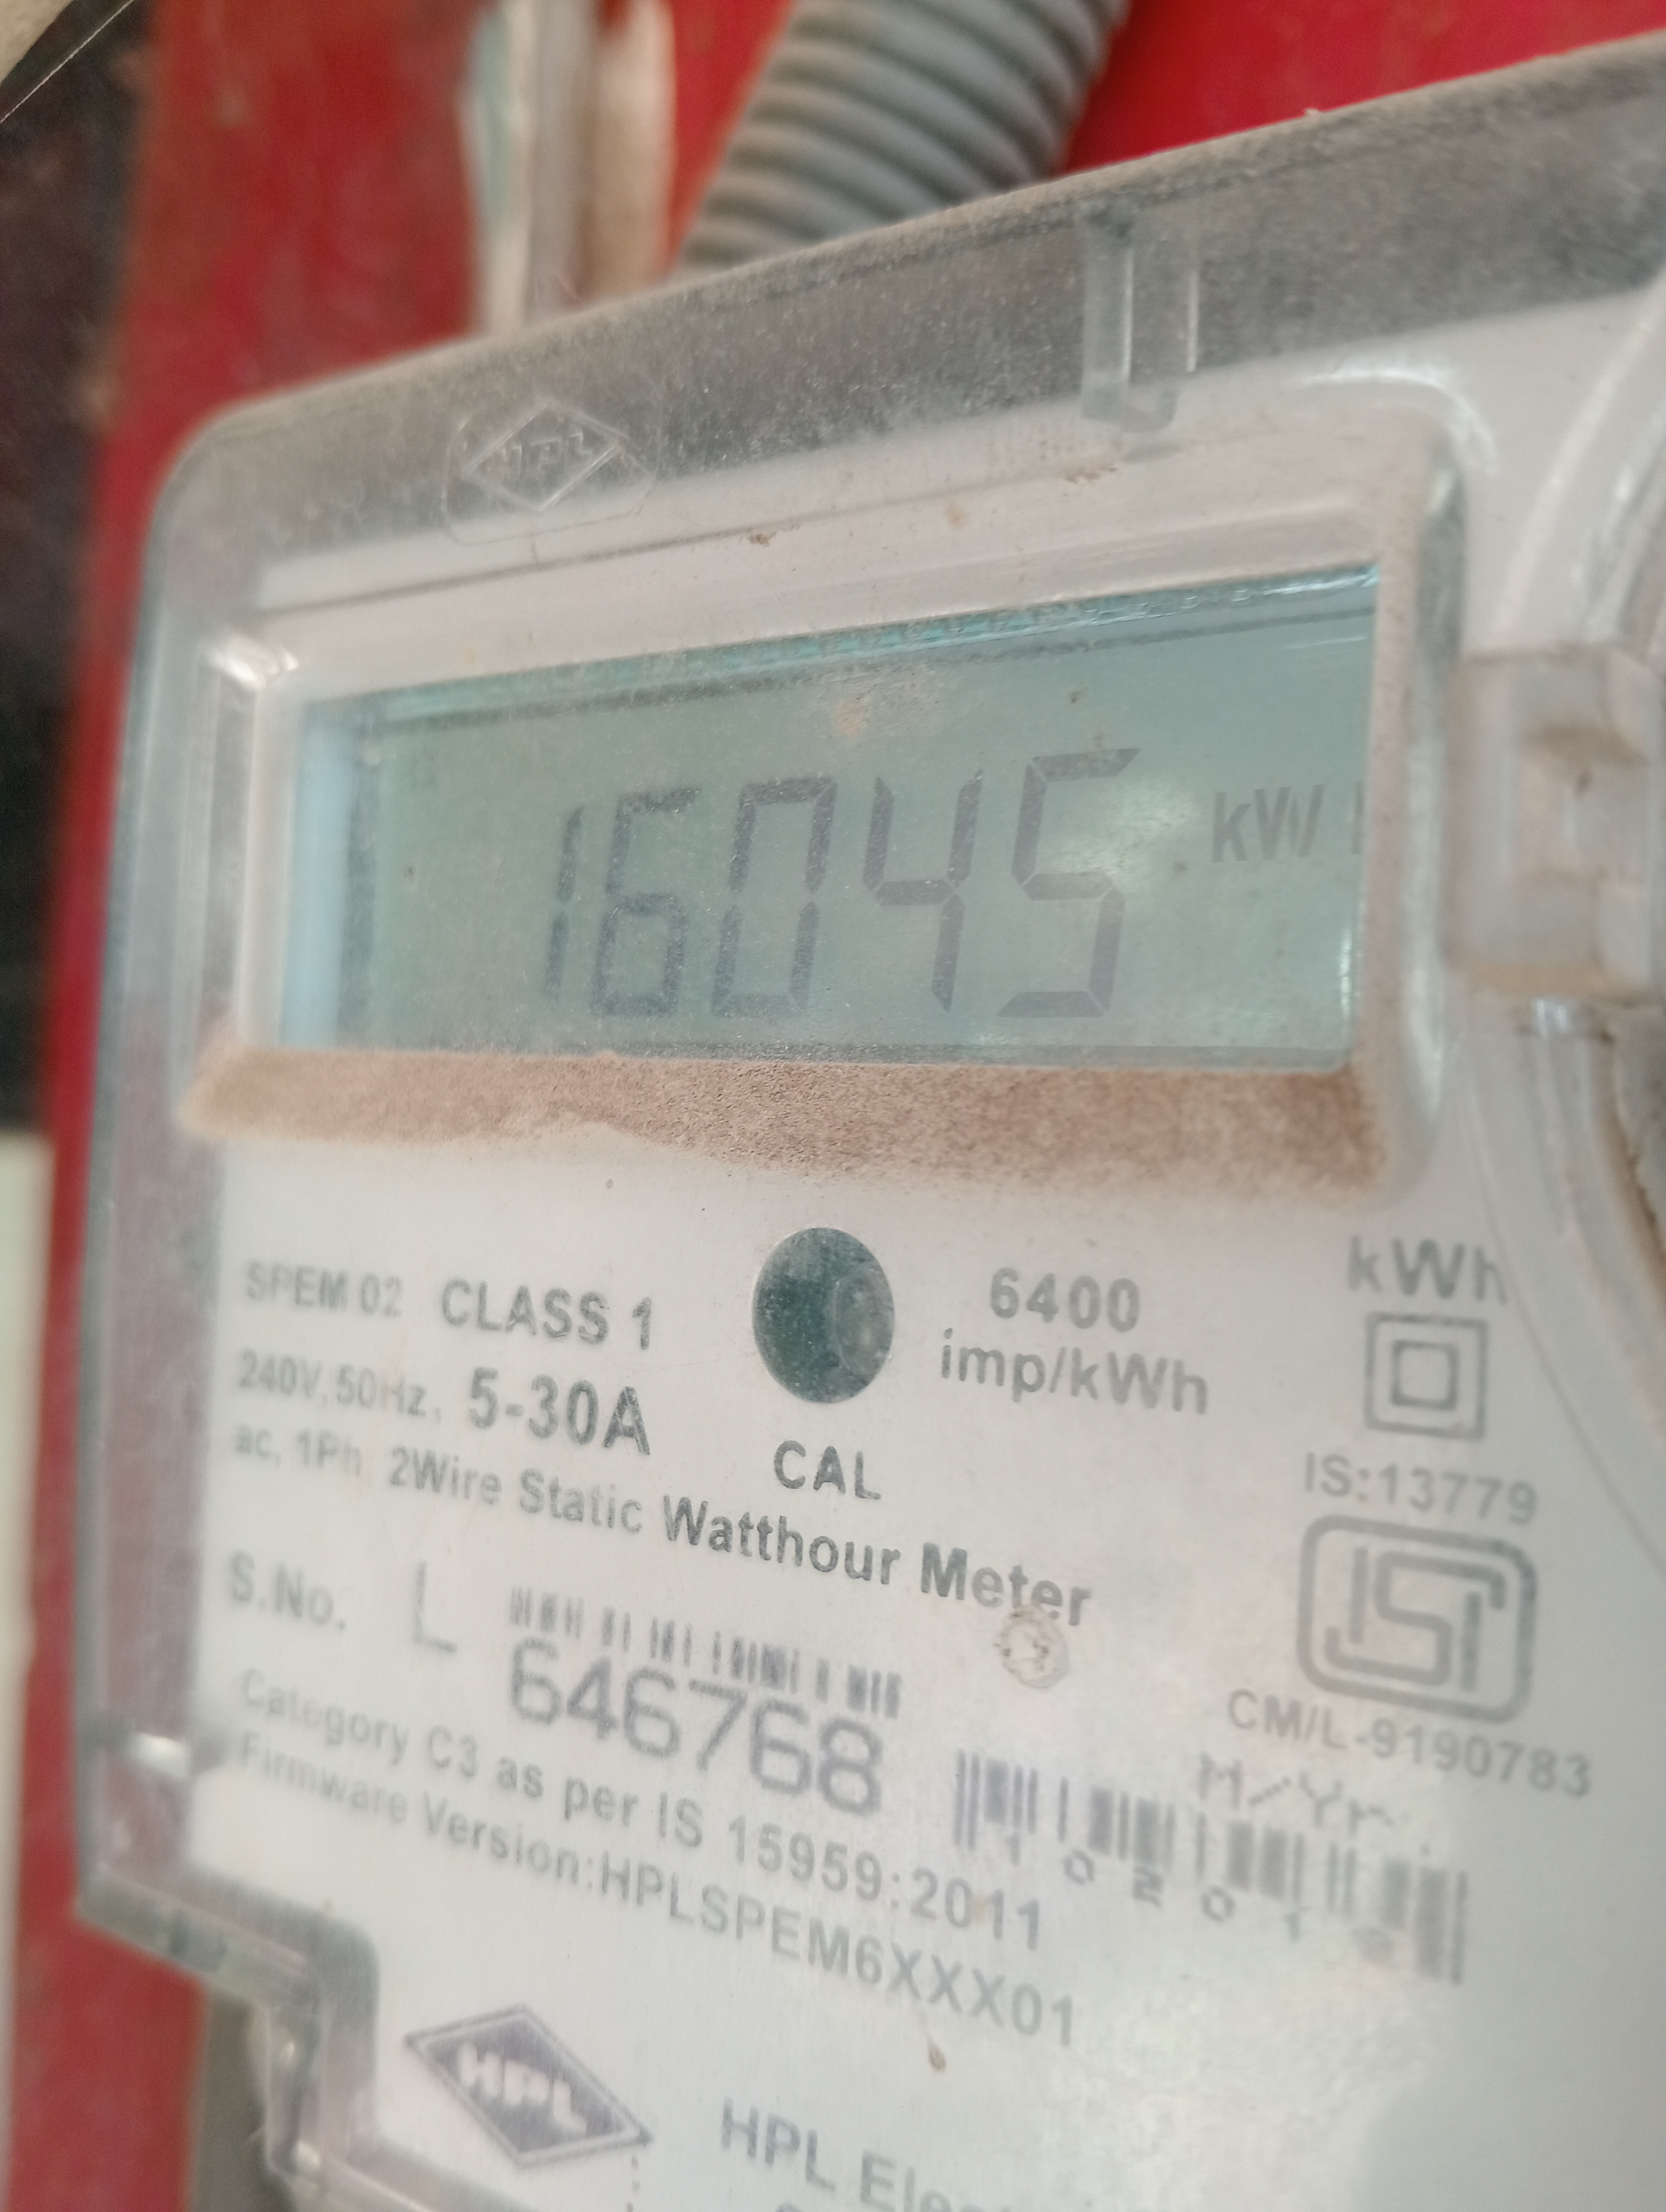 HPL
16045 kW
SPEM 02 CLASS 1
240V, 50Hz, 5-30A
ac, 1Ph, 2Wire Static Watthour Meter
CAL
6400
imp/kWh
kWh
IS:13779
CM/L-9190783
S.No. L
646768
Category C3 as per IS 15959:2011
Firmware Version:HPLSPEM6XXX01
M/Yr
HPL
HPL